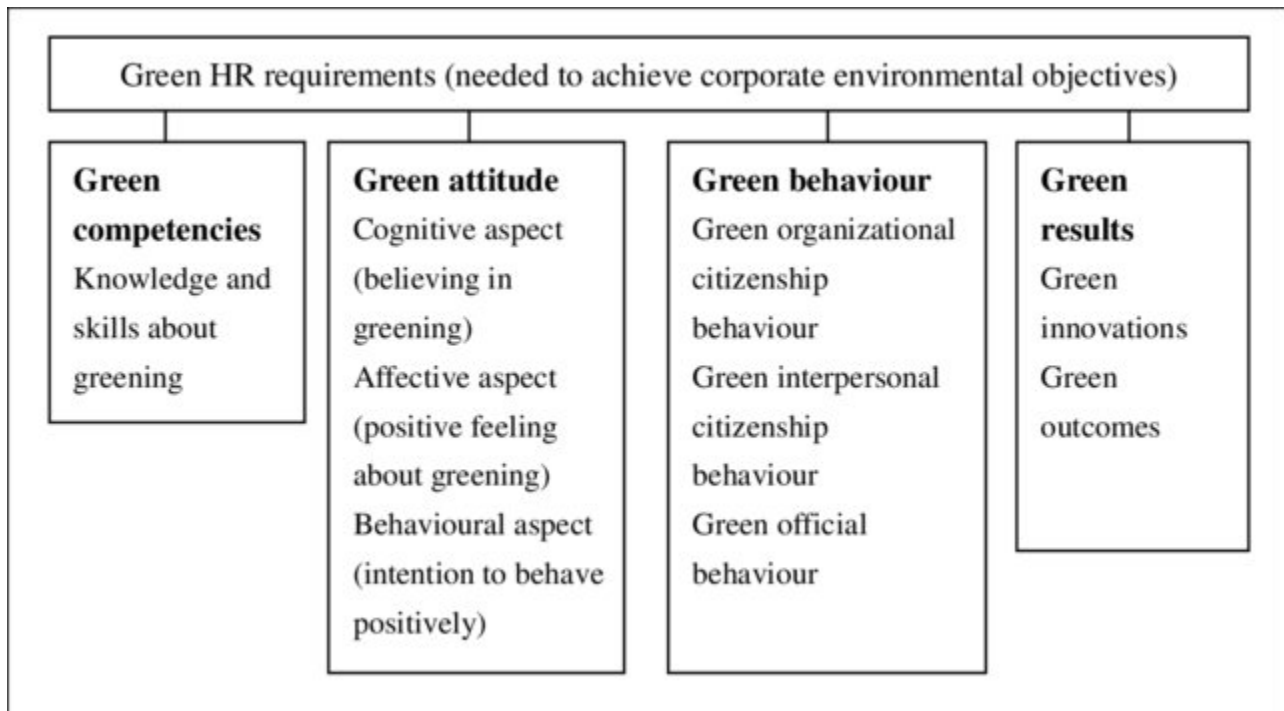 Green HR requirements (needed to achieve corporate environmental objectives)
Green
competencies
Knowledge and
skills about
greening
Green attitude
Cognitive aspect
(believing in
greening)
Affective aspect
(positive feeling
about greening)
Behavioural aspect
(intention to behave
positively)
Green behaviour
Green organizational
citizenship
behaviour
Green interpersonal
citizenship
behaviour
Green official
behaviour
Green
results
Green
innovations
Green
outcomes